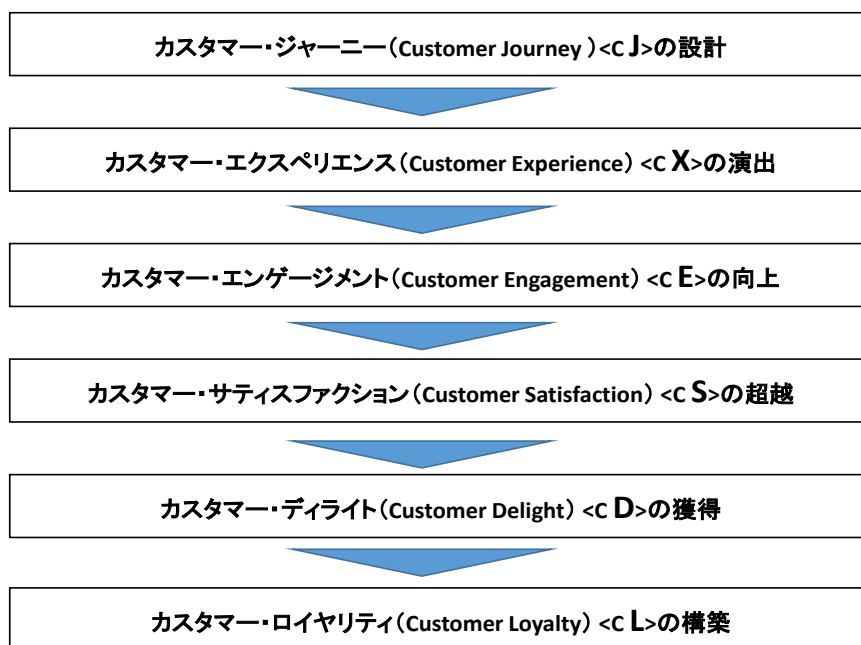 カスタマー・ジャーニー(Customer Journey )<C J>の設計
カスタマー・エクスペリエンス(Customer Experience) <C X>の演出
カスタマー・エンゲージメント(Customer Engagement) <C E>の向上
カスタマー・サティスファクション(Customer Satisfaction) <C S>の超越
カスタマー・ディライト(Customer Delight) <C D>の獲得
カスタマー・ロイヤリティ(Customer Loyalty) <C L>の構築